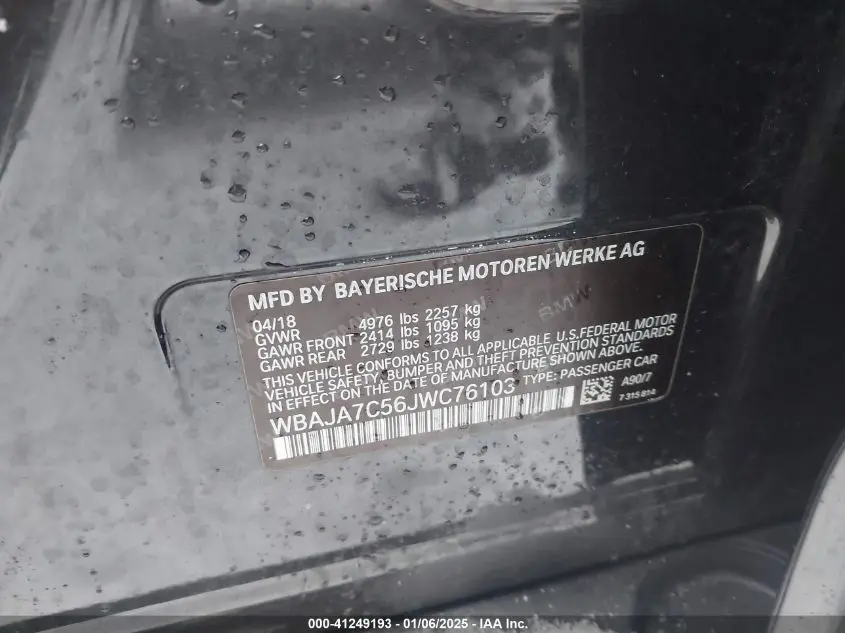 MFD BY BAYERISCHE MOTOREN WERKE AG
04/18
GVWR 4976 lbs 2257 kg
GAWR FRONT 2414 lbs 1095 kg
GAWR REAR 2729 lbs 1238 kg
THIS VEHICLE CONFORMS TO ALL APPLICABLE U.S.FEDERAL MOTOR
VEHICLE SAFETY, BUMPER AND THEFT PREVENTION STANDARDS
IN EFFECT ON THE DATE OF MANUFACTURE SHOWN ABOVE.
WBAJA7C56JWC76103 TYPE: PASSENGER CAR
A90/7
7 315 814
BMW
000-41249193 - 01/06/2025 - IAA Inc.